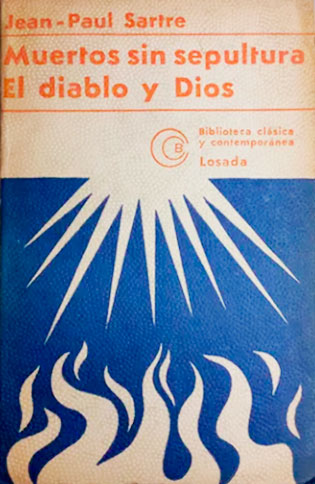 Jean-Paul Sartre
Muertos sin sepultura
El diablo y Dios
B
Biblioteca clásica
y contemporánea
Losada